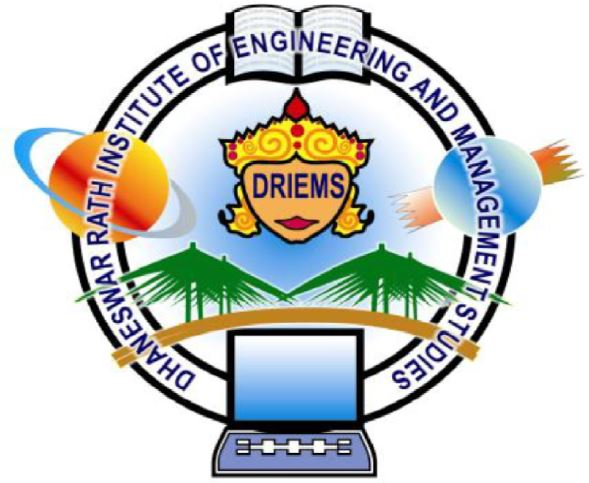 DHANESWAR RATH INSTITUTE OF ENGINEERING AND MANAGEMENT STUDIES
DRIEMS